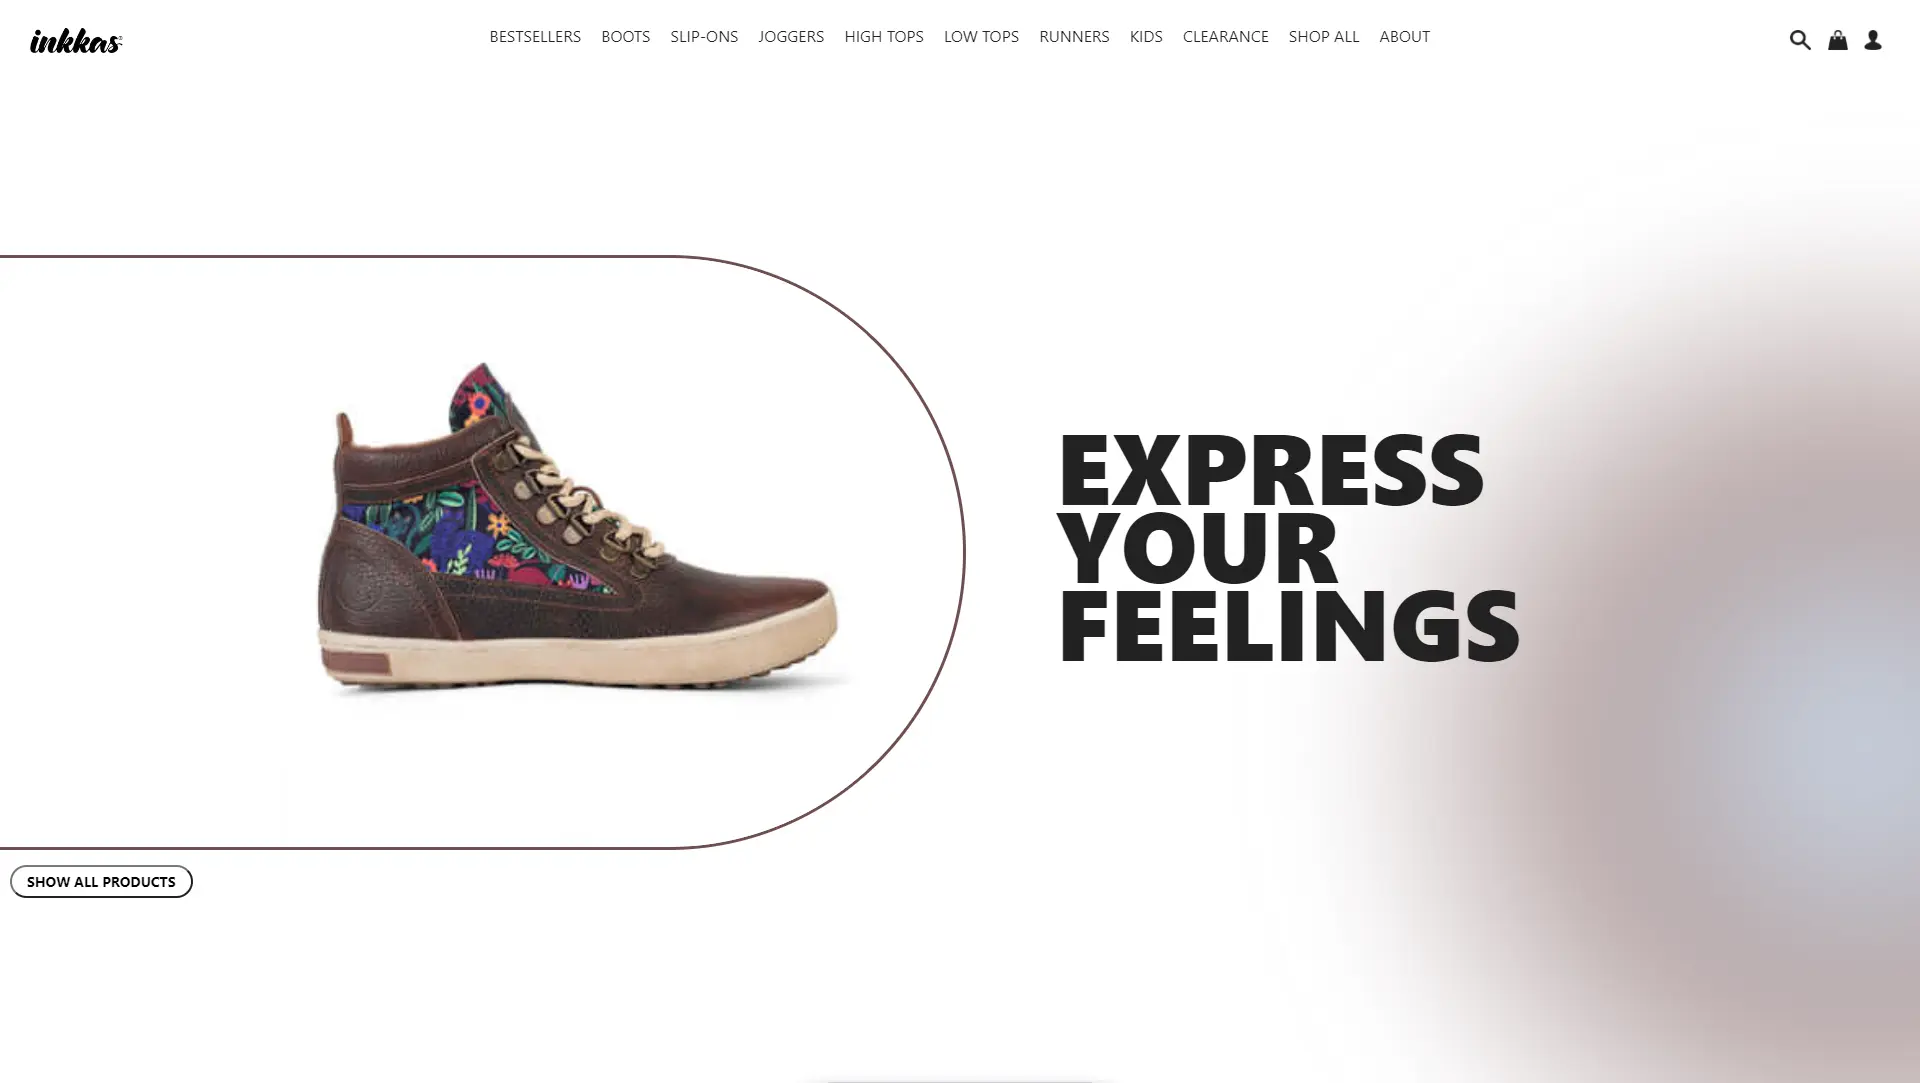 inkkas
BESTSELLERS BOOTS SLIP-ONS JOGGERS HIGH TOPS LOW TOPS RUNNERS KIDS CLEARANCE SHOP ALL ABOUT
EXPRESS
YOUR
FEELINGS
SHOW ALL PRODUCTS